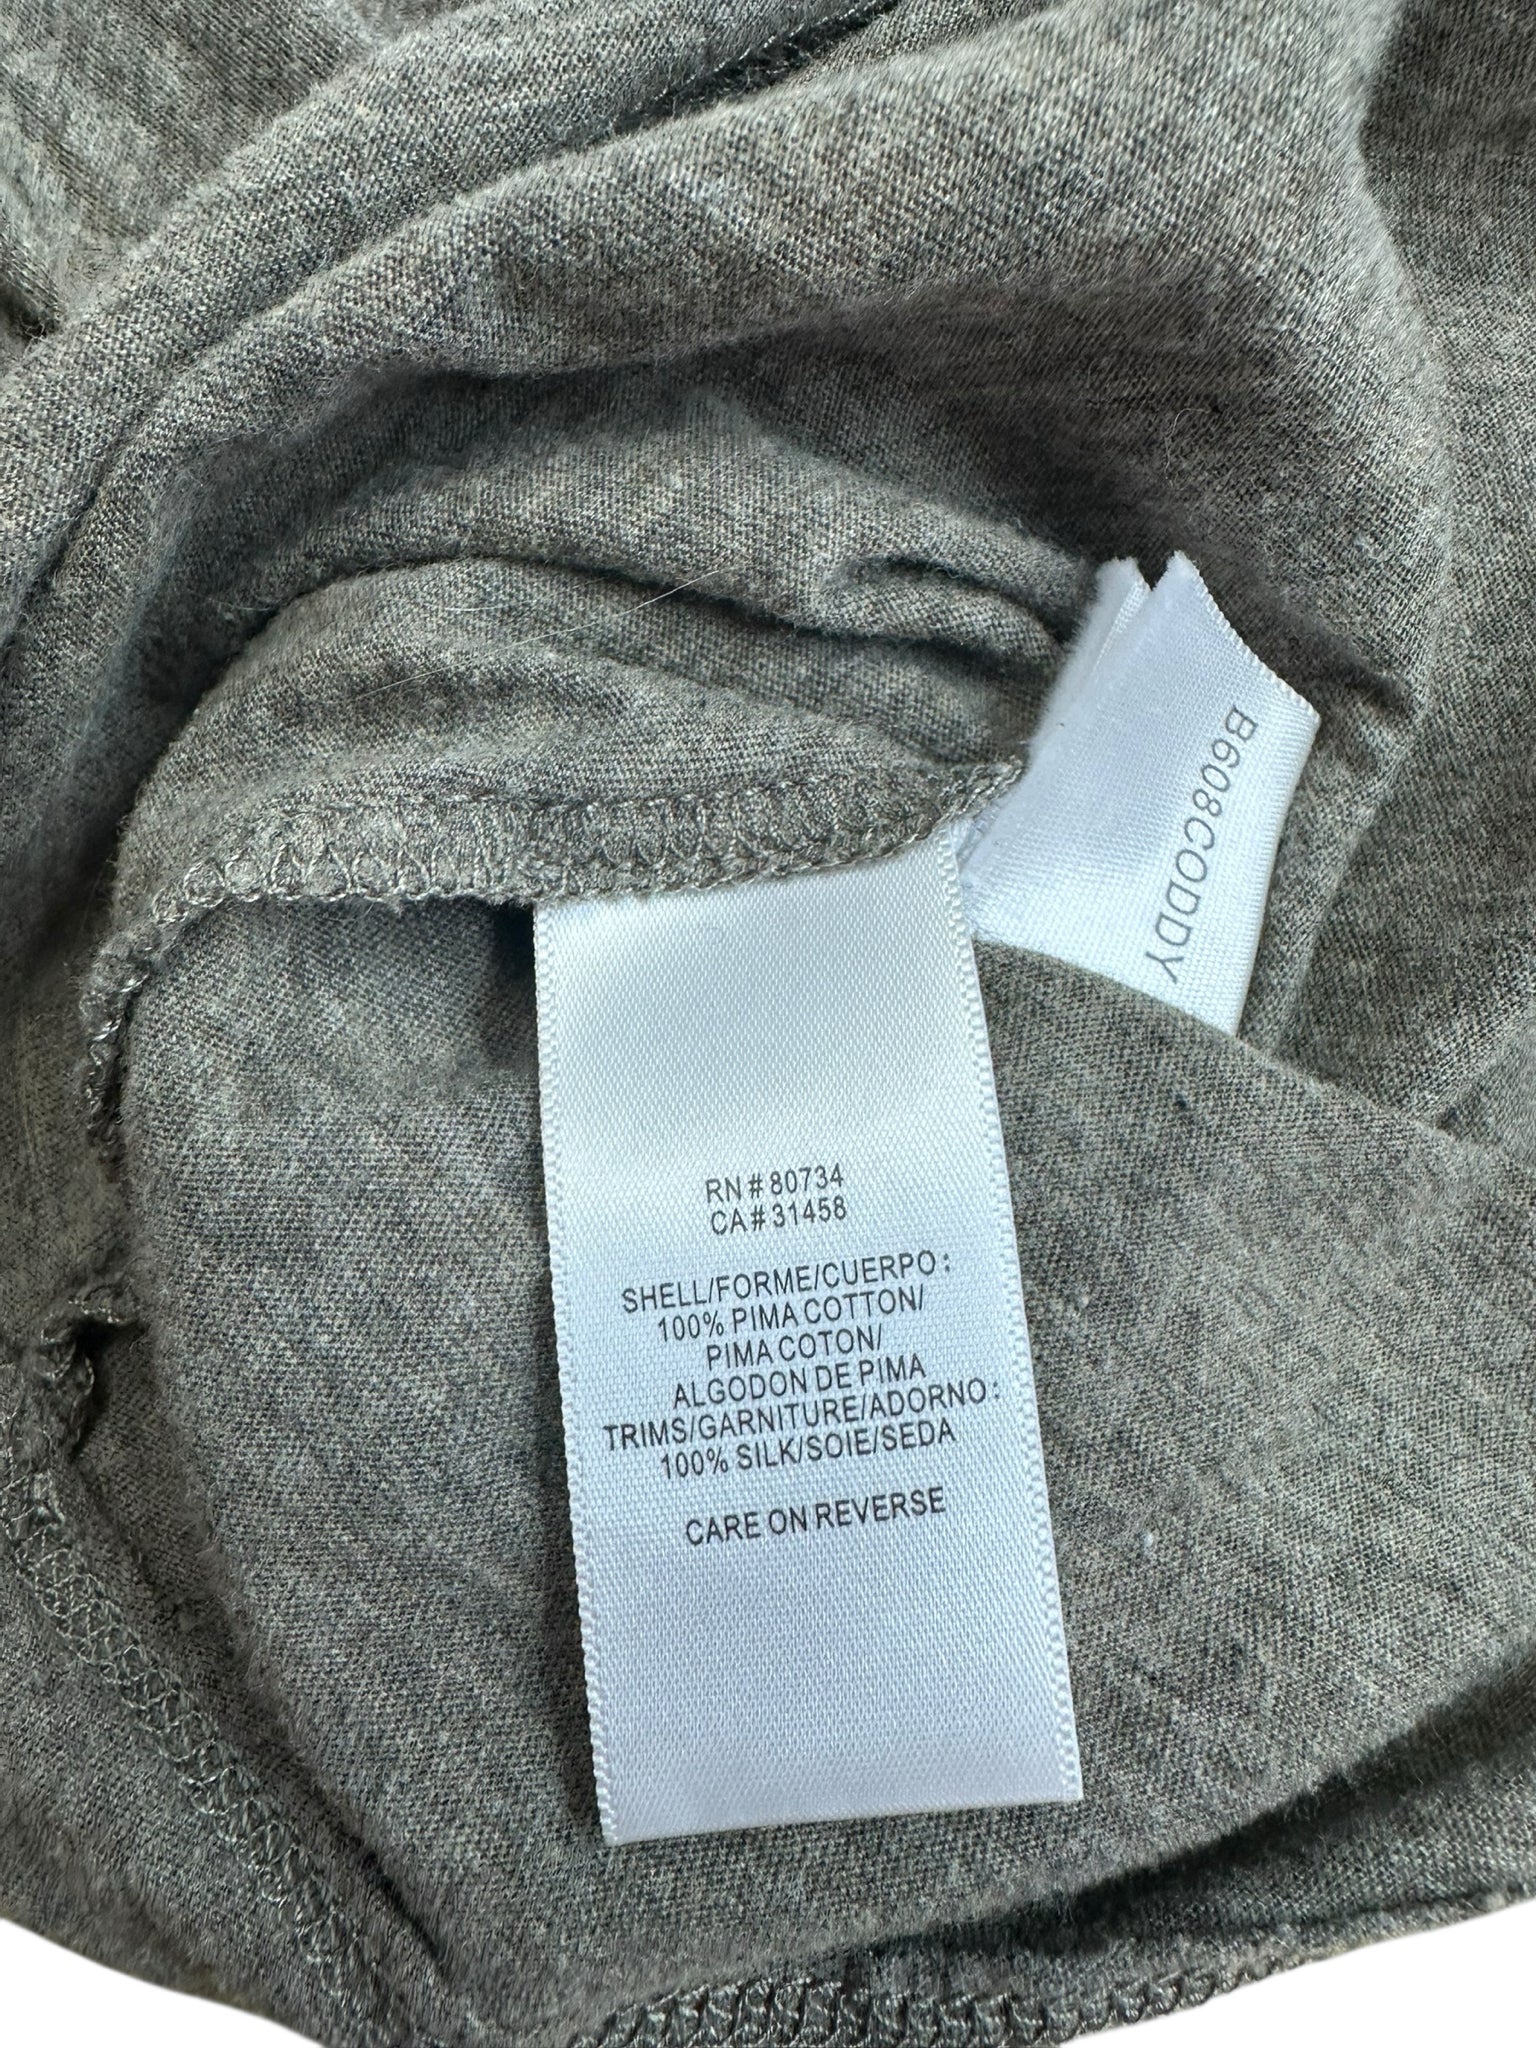 B608CODDY
RN#80734
CA#31458
SHELL/FORME/CUERPO:
100% PIMA COTTON/
PIMA COTON/
ALGODON DE PIMA
TRIMS/GARNITURE/ADORNO:
100% SILK/SOIE/SEDA
CARE ON REVERSE